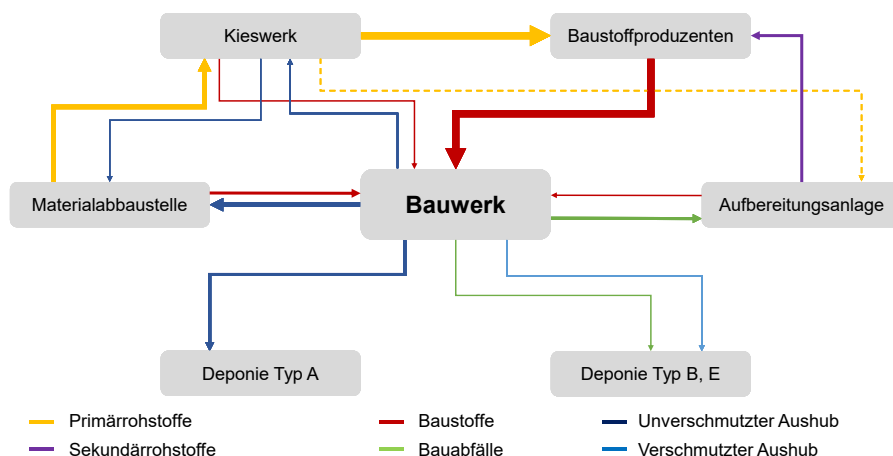 Kieswerk
Baustoffproduzenten
Materialabbaustelle
Bauwerk
Aufbereitungsanlage
Deponie Typ A
Deponie Typ B, E
Primärrohstoffe
Baustoffe
Unverschmutzter Aushub
Sekundärrohstoffe
Bauabfälle
Verschmutzter Aushub